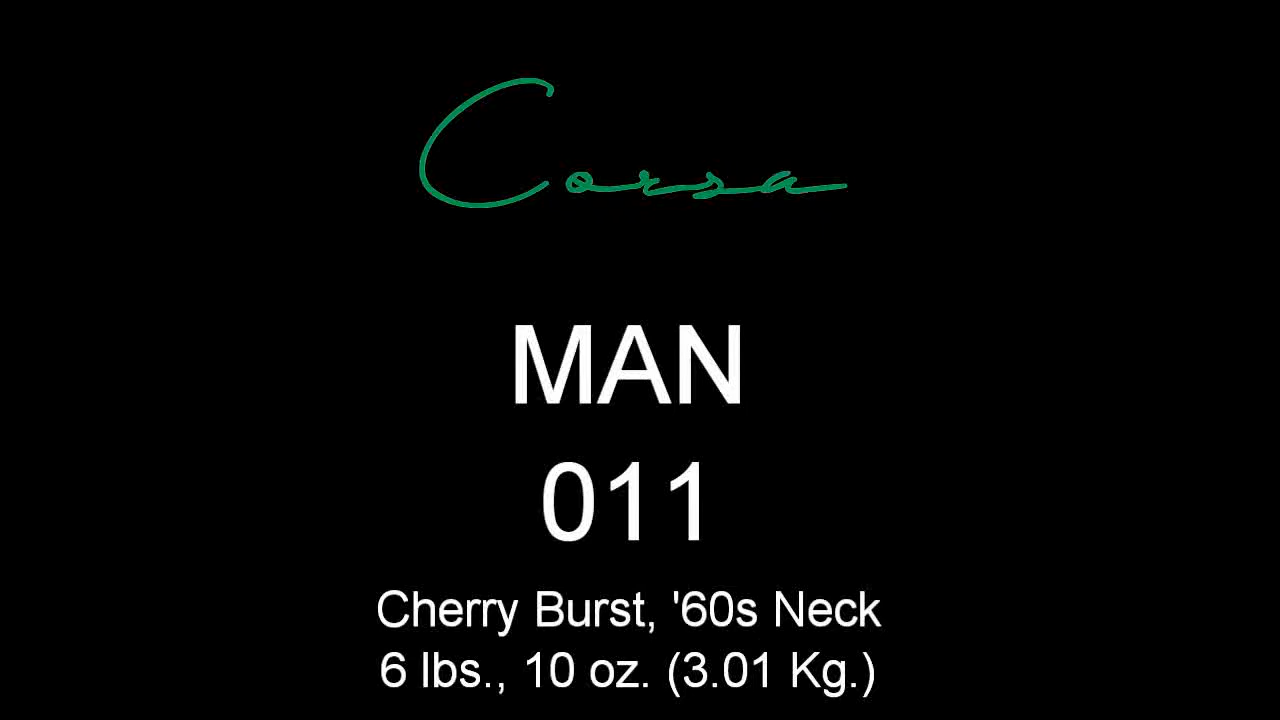 Corsa
MAN
011
Cherry Burst, '60s Neck
6 lbs., 10 oz. (3.01 Kg.)